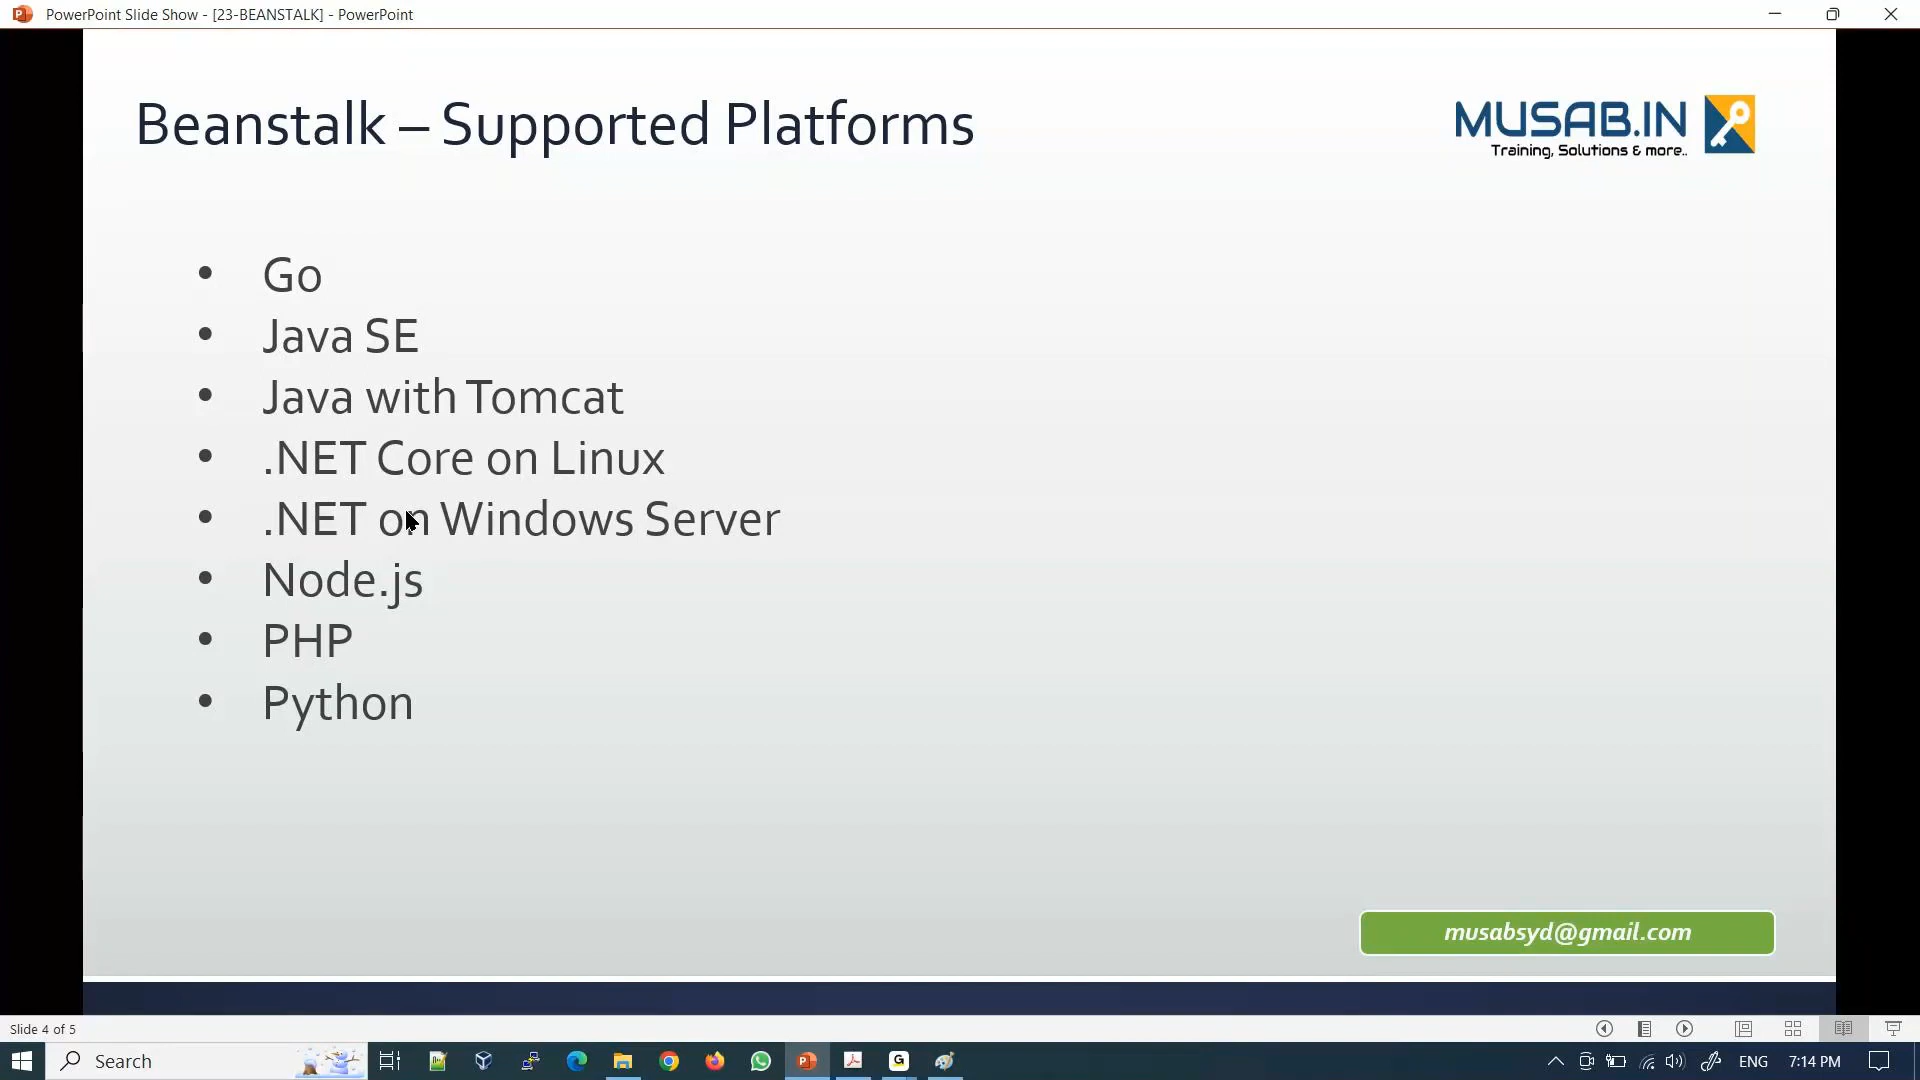 PowerPoint Slide Show - [23-BEANSTALK] - PowerPoint
Beanstalk – Supported Platforms
MUSAB.IN
Training, Solutions & more..
• Go
• Java SE
• Java with Tomcat
• .NET Core on Linux
• .NET on Windows Server
• Node.js
• PHP
• Python
musabsyd@gmail.com
Slide 4 of 5
Search
ENG
7:14 PM